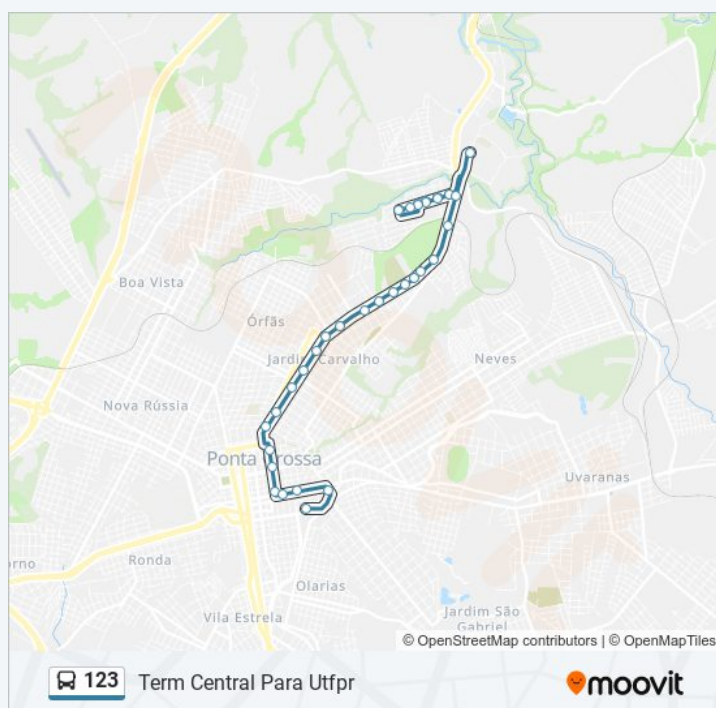 Boa Vista
Órfãs
Jardim Carvalho
Neves
Nova Rússia
Ponta Grossa
Uvaranas
orno
Ronda
Olarias
Vila Estrela
Jardim São
Gabriel
© OpenStreetMap contributors | © OpenMapTiles
123 Term Central Para Utfpr
moovit